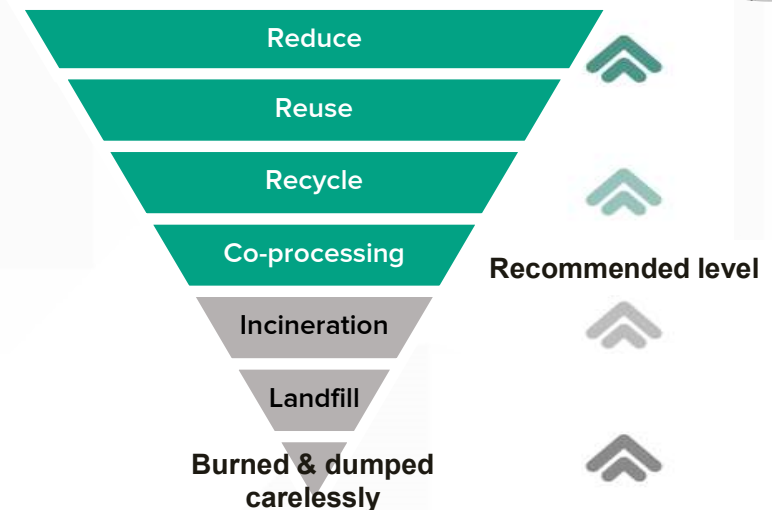 Reduce
Reuse
Recycle
Co-processing
Recommended level
Incineration
Landfill
Burned & dumped
carelessly